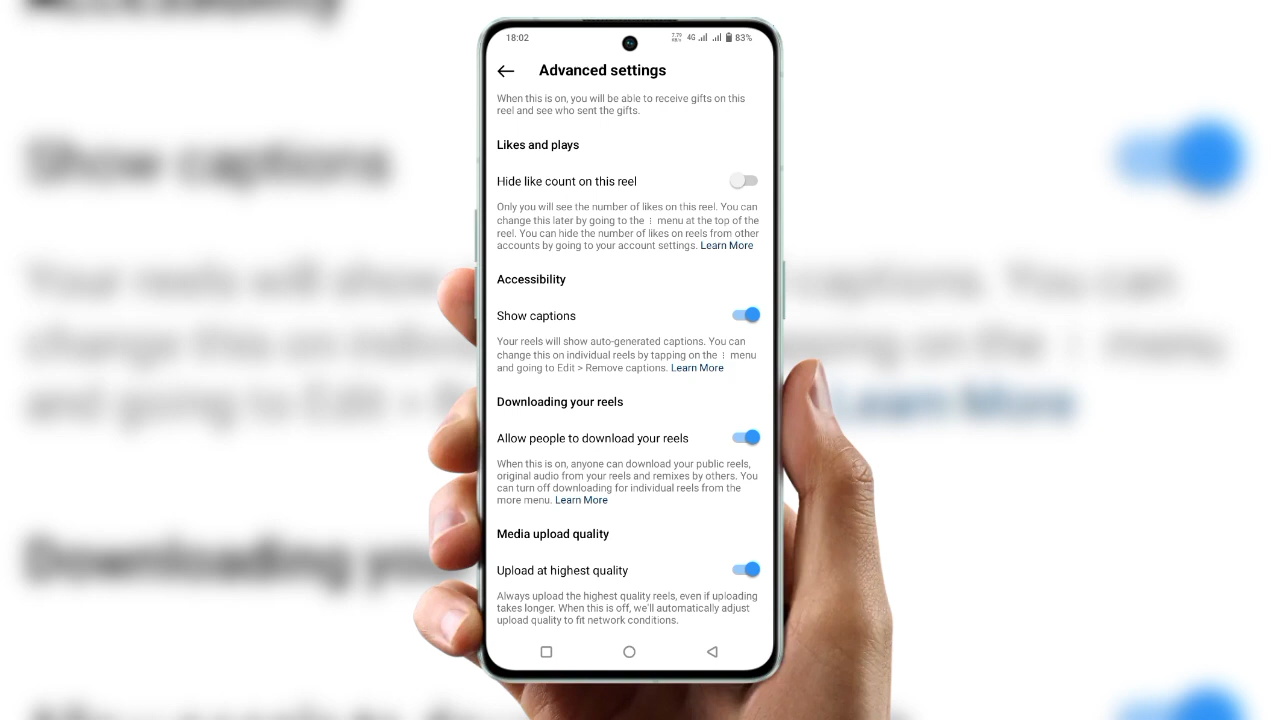 Show captions
Your reels will show
captions. You can
change this on
on the ⋮ menu
and going to Edit >
Learn More
Downloading
18:02
7.79 KB/s 4G 83%
Advanced settings
When this is on, you will be able to receive gifts on this
reel and see who sent the gifts.
Likes and plays
Hide like count on this reel
Only you will see the number of likes on this reel. You can
change this later by going to the ⋮ menu at the top of the
reel. You can hide the number of likes on reels from other
accounts by going to your account settings. Learn More
Accessibility
Show captions
Your reels will show auto-generated captions. You can
change this on individual reels by tapping on the ⋮ menu
and going to Edit > Remove captions. Learn More
Downloading your reels
Allow people to download your reels
When this is on, anyone can download your public reels,
original audio from your reels and remixes by others. You
can turn off downloading for individual reels from the
more menu. Learn More
Media upload quality
Upload at highest quality
Always upload the highest quality reels, even if uploading
takes longer. When this is off, we'll automatically adjust
upload quality to fit network conditions.